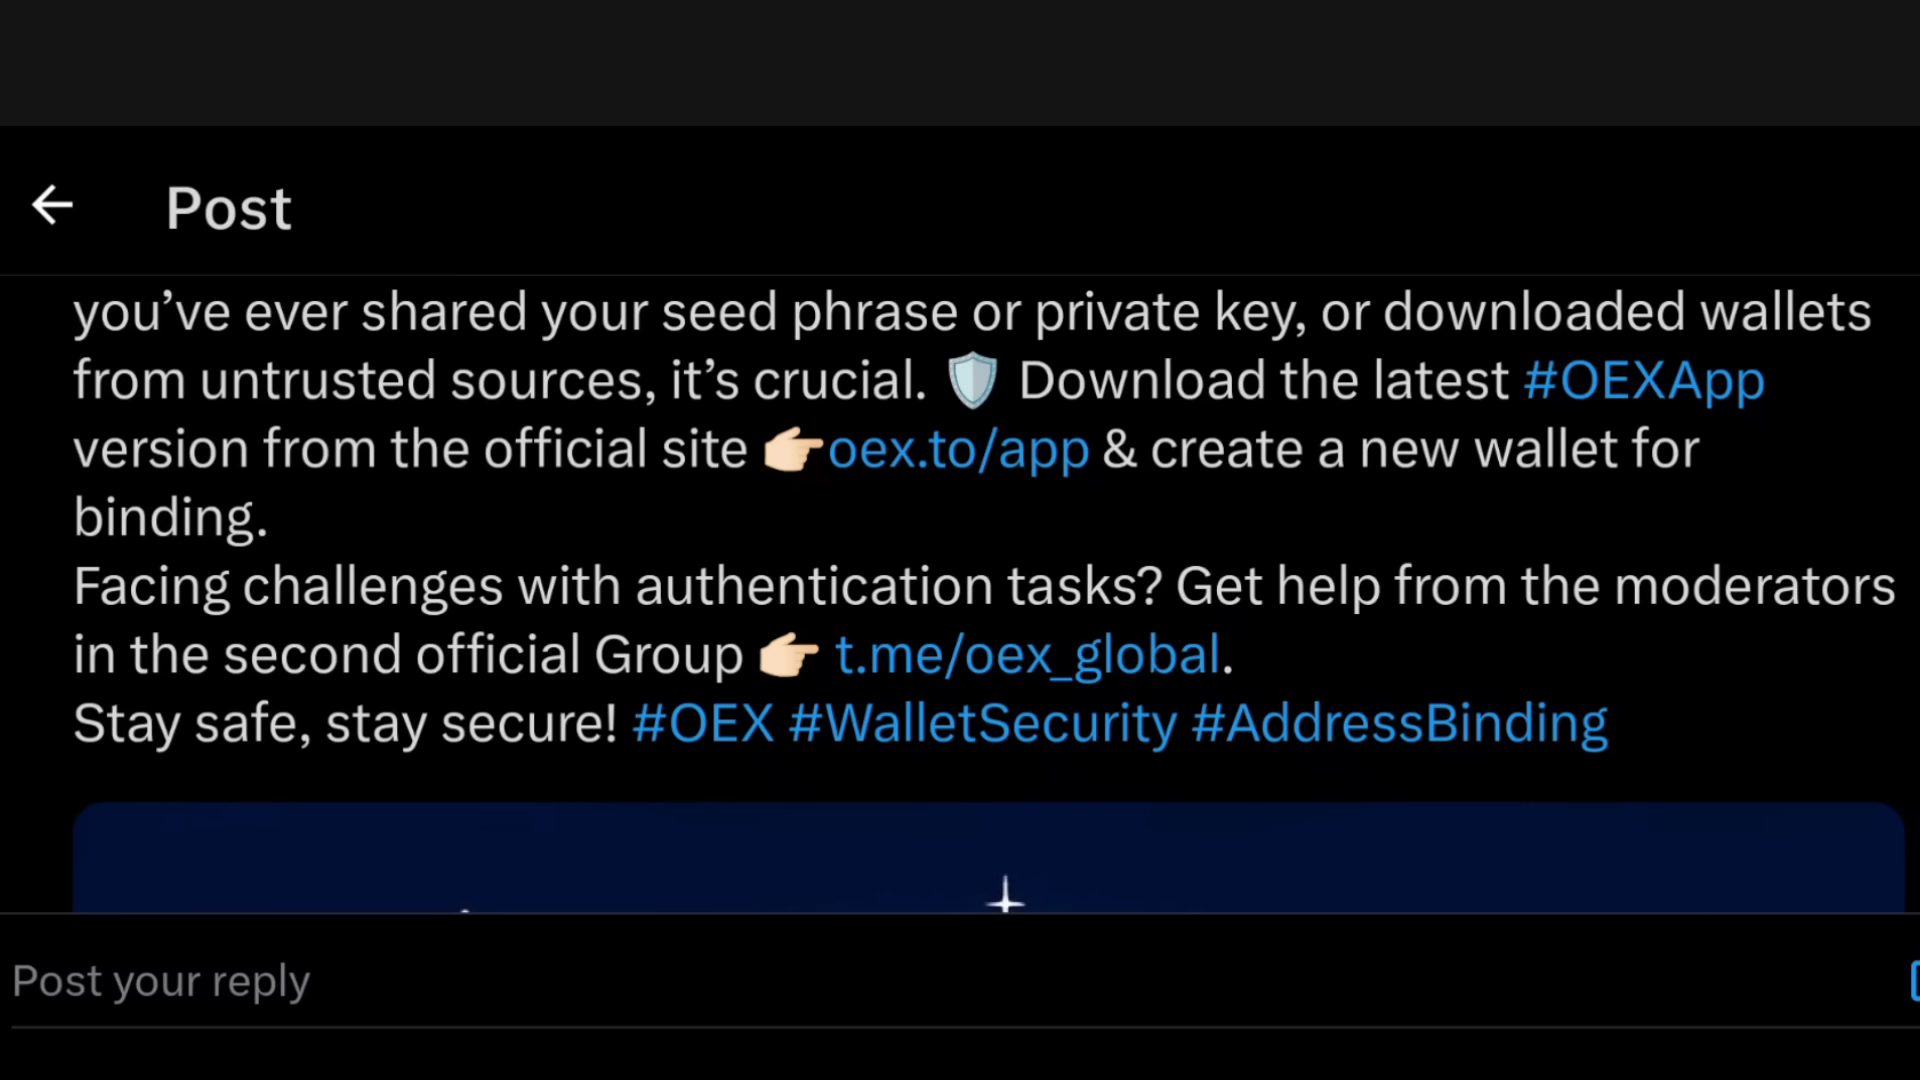 Post
you’ve ever shared your seed phrase or private key, or downloaded wallets
from untrusted sources, it’s crucial. 🛡️ Download the latest #OEXApp
version from the official site 👉🏻oex.to/app & create a new wallet for
binding.
Facing challenges with authentication tasks? Get help from the moderators
in the second official Group 👉🏻 t.me/oex_global.
Stay safe, stay secure! #OEX #WalletSecurity #AddressBinding
Post your reply